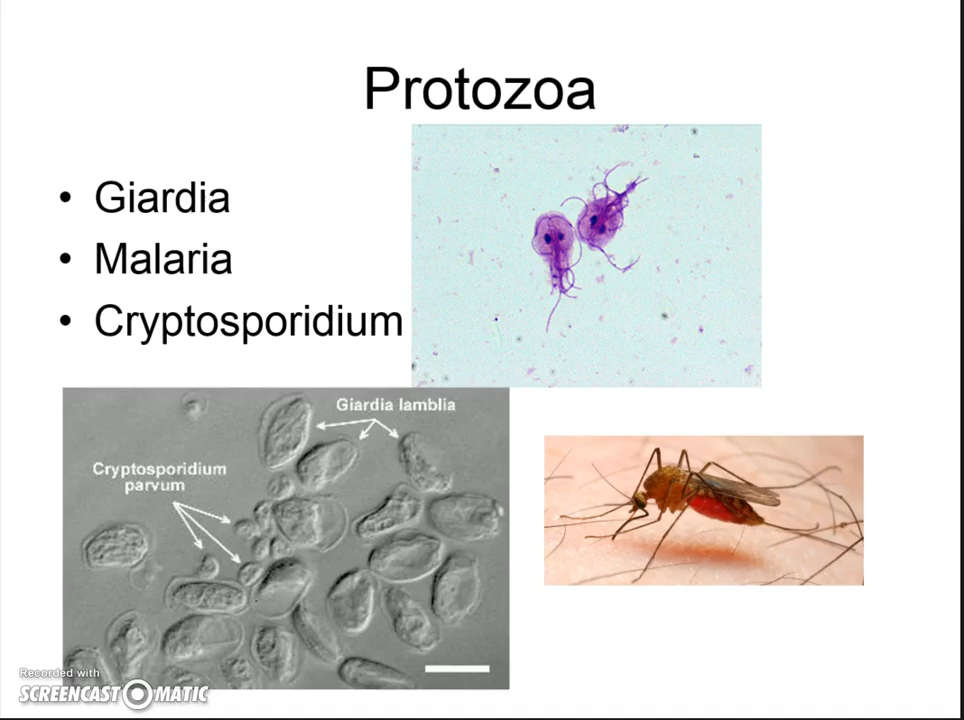 Protozoa
• Giardia
• Malaria
• Cryptosporidium
Giardia lamblia
Cryptosporidium
parvum
Recorded with
SCREENCAST MATIC